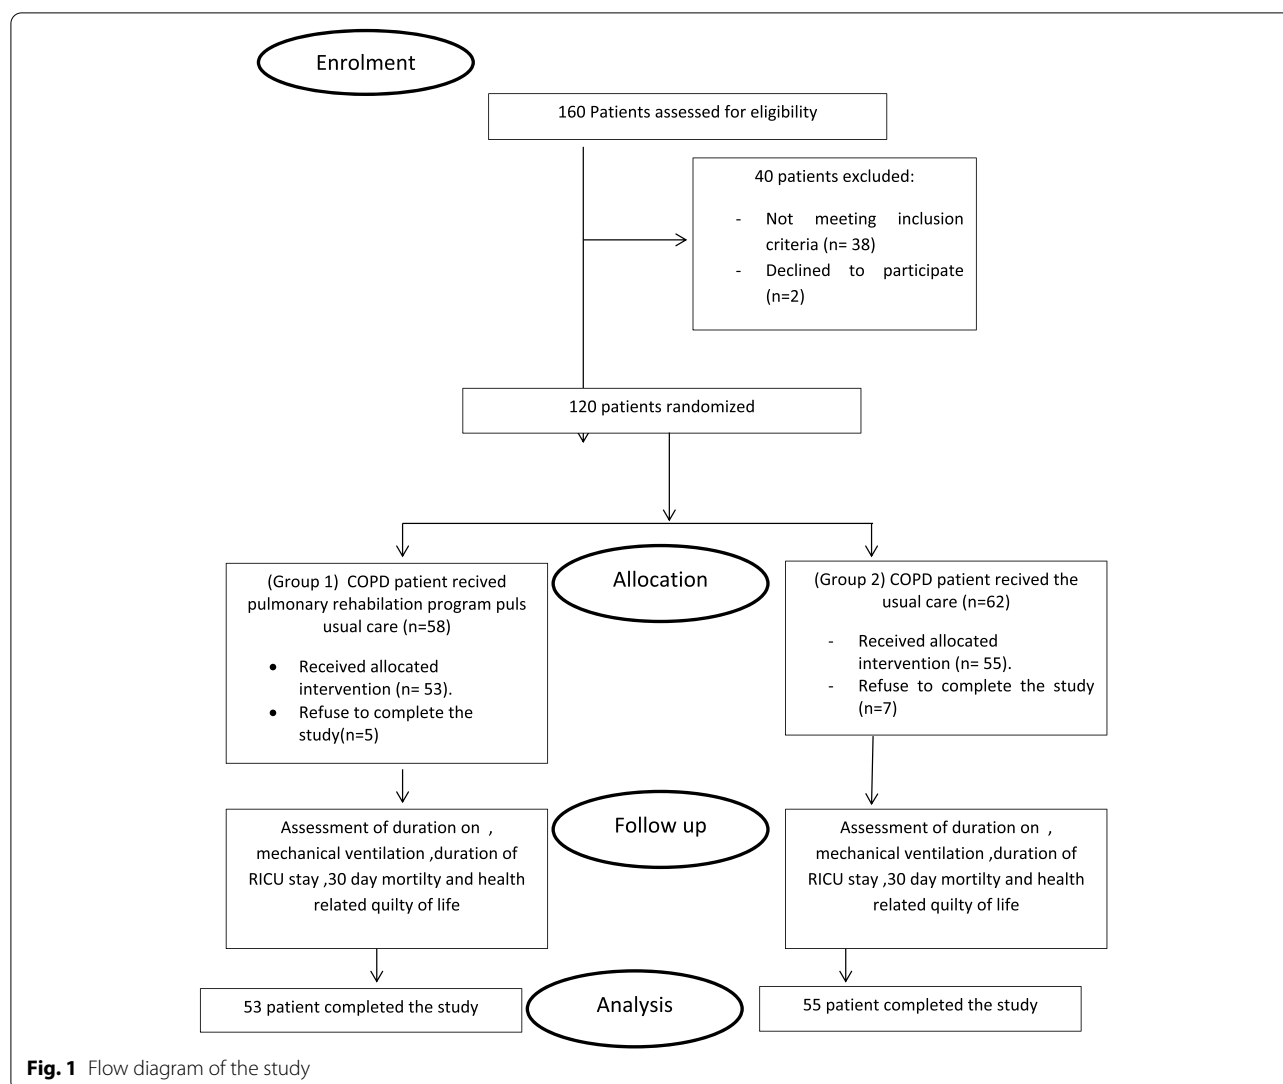 Enrolment
160 Patients assessed for eligibility
40 patients excluded:
- Not meeting inclusion
criteria (n= 38)
- Declined to participate
(n=2)
120 patients randomized
Allocation
(Group 1) COPD patient recived
pulmonary rehabilation program puls
usual care (n=58)
• Received allocated
intervention (n= 53).
• Refuse to complete the
study(n=5)
(Group 2) COPD patient recived the
usual care (n=62)
- Received allocated
intervention (n= 55).
- Refuse to complete the study
(n=7)
Follow up
Assessment of duration on ,
mechanical ventilation ,duration of
RICU stay ,30 day mortilty and health
related quilty of life
Assessment of duration on ,
mechanical ventilation ,duration of
RICU stay ,30 day mortilty and health
related quilty of life
Analysis
53 patient completed the study
55 patient completed the study
Fig. 1 Flow diagram of the study